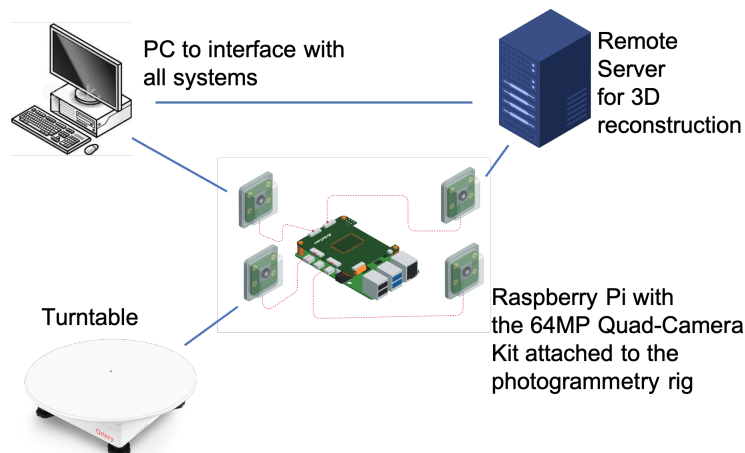 PC to interface with
all systems
Remote
Server
for 3D
reconstruction
Turntable
Raspberry Pi with
the 64MP Quad-Camera
Kit attached to the
photogrammetry rig
Ortery